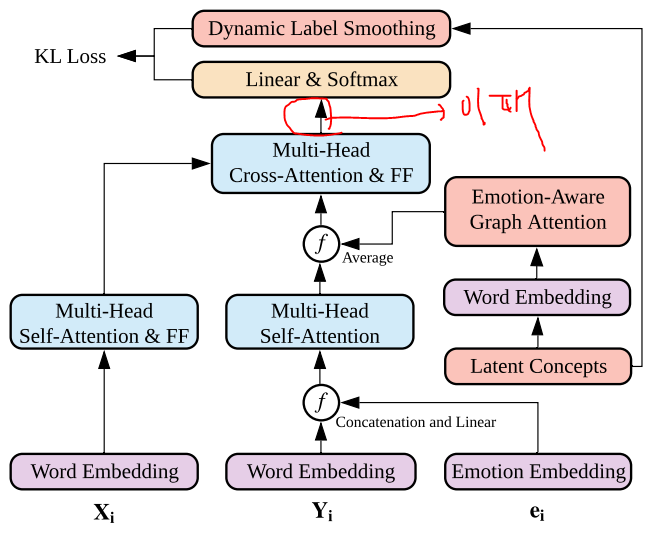 Dynamic Label Smoothing
KL Loss
Linear & Softmax
이 때
Multi-Head
Cross-Attention & FF
Emotion-Aware
Graph Attention
f
Average
Word Embedding
Multi-Head
Self-Attention & FF
Multi-Head
Self-Attention
Latent Concepts
f
Concatenation and Linear
Word Embedding
Word Embedding
Emotion Embedding
Xi
Yi
ei